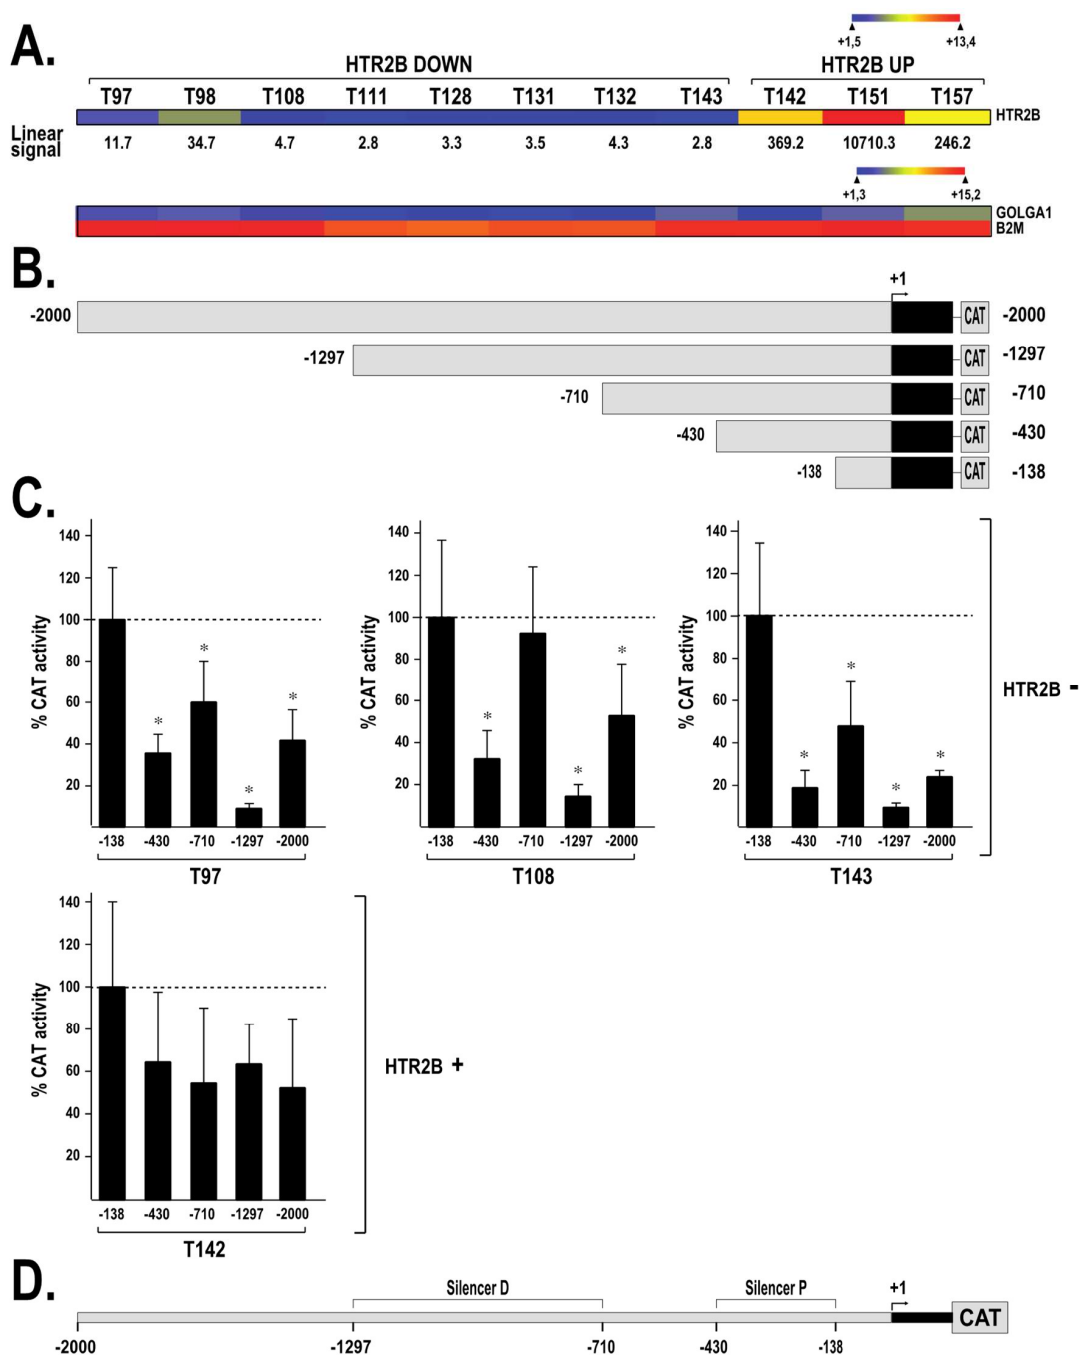 A.
+1,5 +13,4
HTR2B DOWN HTR2B UP
T97 T98 T108 T111 T128 T131 T132 T143 T142 T151 T157
HTR2B
Linear signal 11.7 34.7 4.7 2.8 3.3 3.5 4.3 2.8 369.2 10710.3 246.2
+1,3 +15,2
GOLGA1
B2M
B.
+1
-2000 CAT -2000
-1297 CAT -1297
-710 CAT -710
-430 CAT -430
-138 CAT -138
C.
% CAT activity
140
120
100
80
60
40
20
* * * *
-138 -430 -710 -1297 -2000
T97
% CAT activity
140
120
100
80
60
40
20
* * *
-138 -430 -710 -1297 -2000
T108
% CAT activity
140
120
100
80
60
40
20
* * * *
-138 -430 -710 -1297 -2000
T143
HTR2B -
% CAT activity
140
120
100
80
60
40
20
-138 -430 -710 -1297 -2000
T142
HTR2B +
D.
Silencer D Silencer P +1
CAT
-2000 -1297 -710 -430 -138